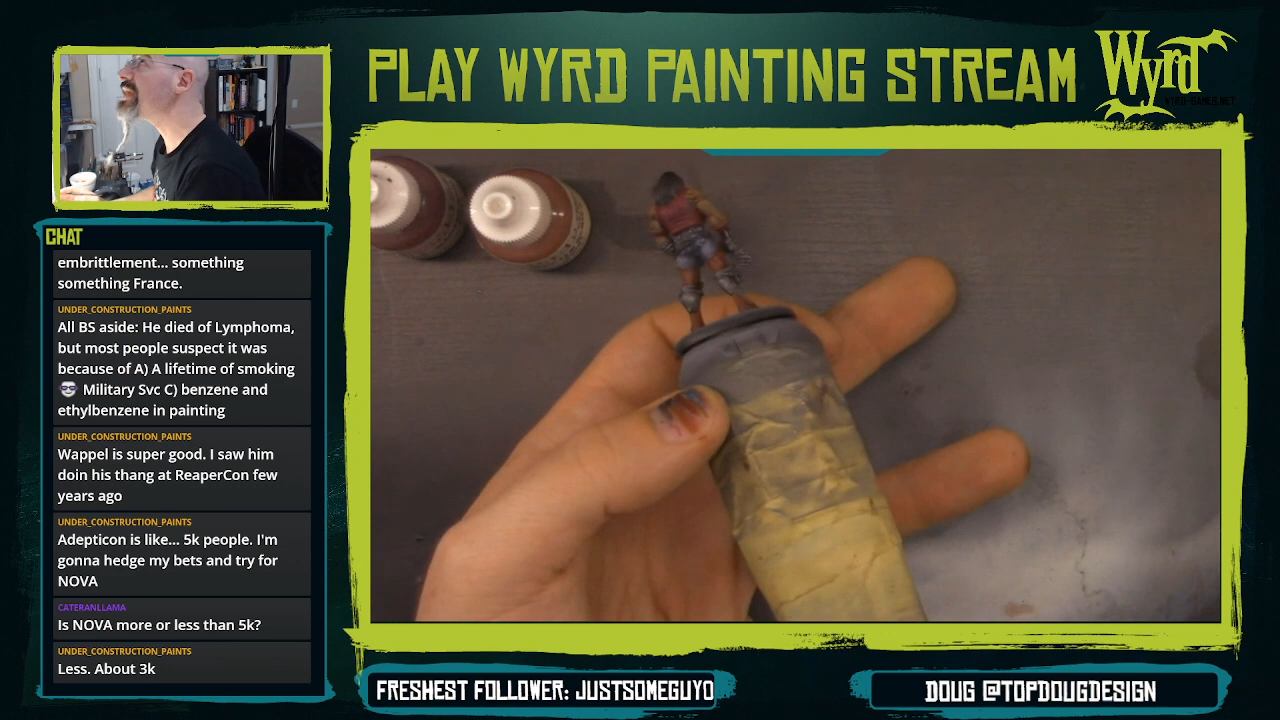 PLAY WYRD PAINTING STREAM
Wyrd
WYRD-GAMES.NET
CHAT
embrittlement... something
something France.
UNDER_CONSTRUCTION_PAINTS
All BS aside: He died of Lymphoma,
but most people suspect it was
because of A) A lifetime of smoking
Military Svc C) benzene and
ethylbenzene in painting
UNDER_CONSTRUCTION_PAINTS
Wappel is super good. I saw him
doin his thang at ReaperCon few
years ago
UNDER_CONSTRUCTION_PAINTS
Adepticon is like... 5k people. I'm
gonna hedge my bets and try for
NOVA
CATERANLLAMA
Is NOVA more or less than 5k?
UNDER_CONSTRUCTION_PAINTS
Less. About 3k
FRESHEST FOLLOWER: JUSTSOMEGUYO
DOUG @TOPDOUGDESIGN